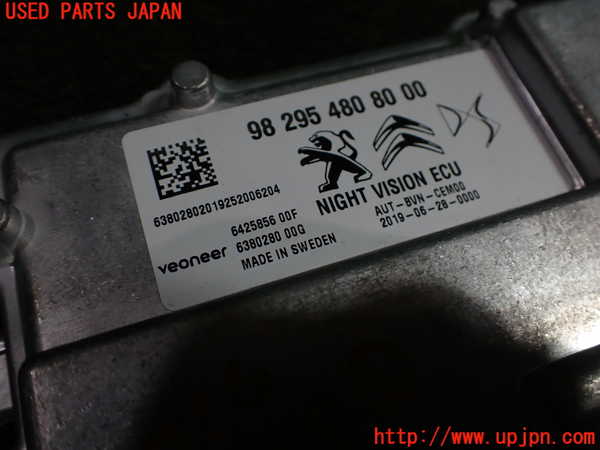 USED PARTS JAPAN
98 295 480 80 00
DS
NIGHT VISION ECU
63802802019252006204
AUT-BVN-CEM00
2019-06-28-0000
6425856 00F
veoneer 6380280 00G
MADE IN SWEDEN
http://www.upjpn.com/